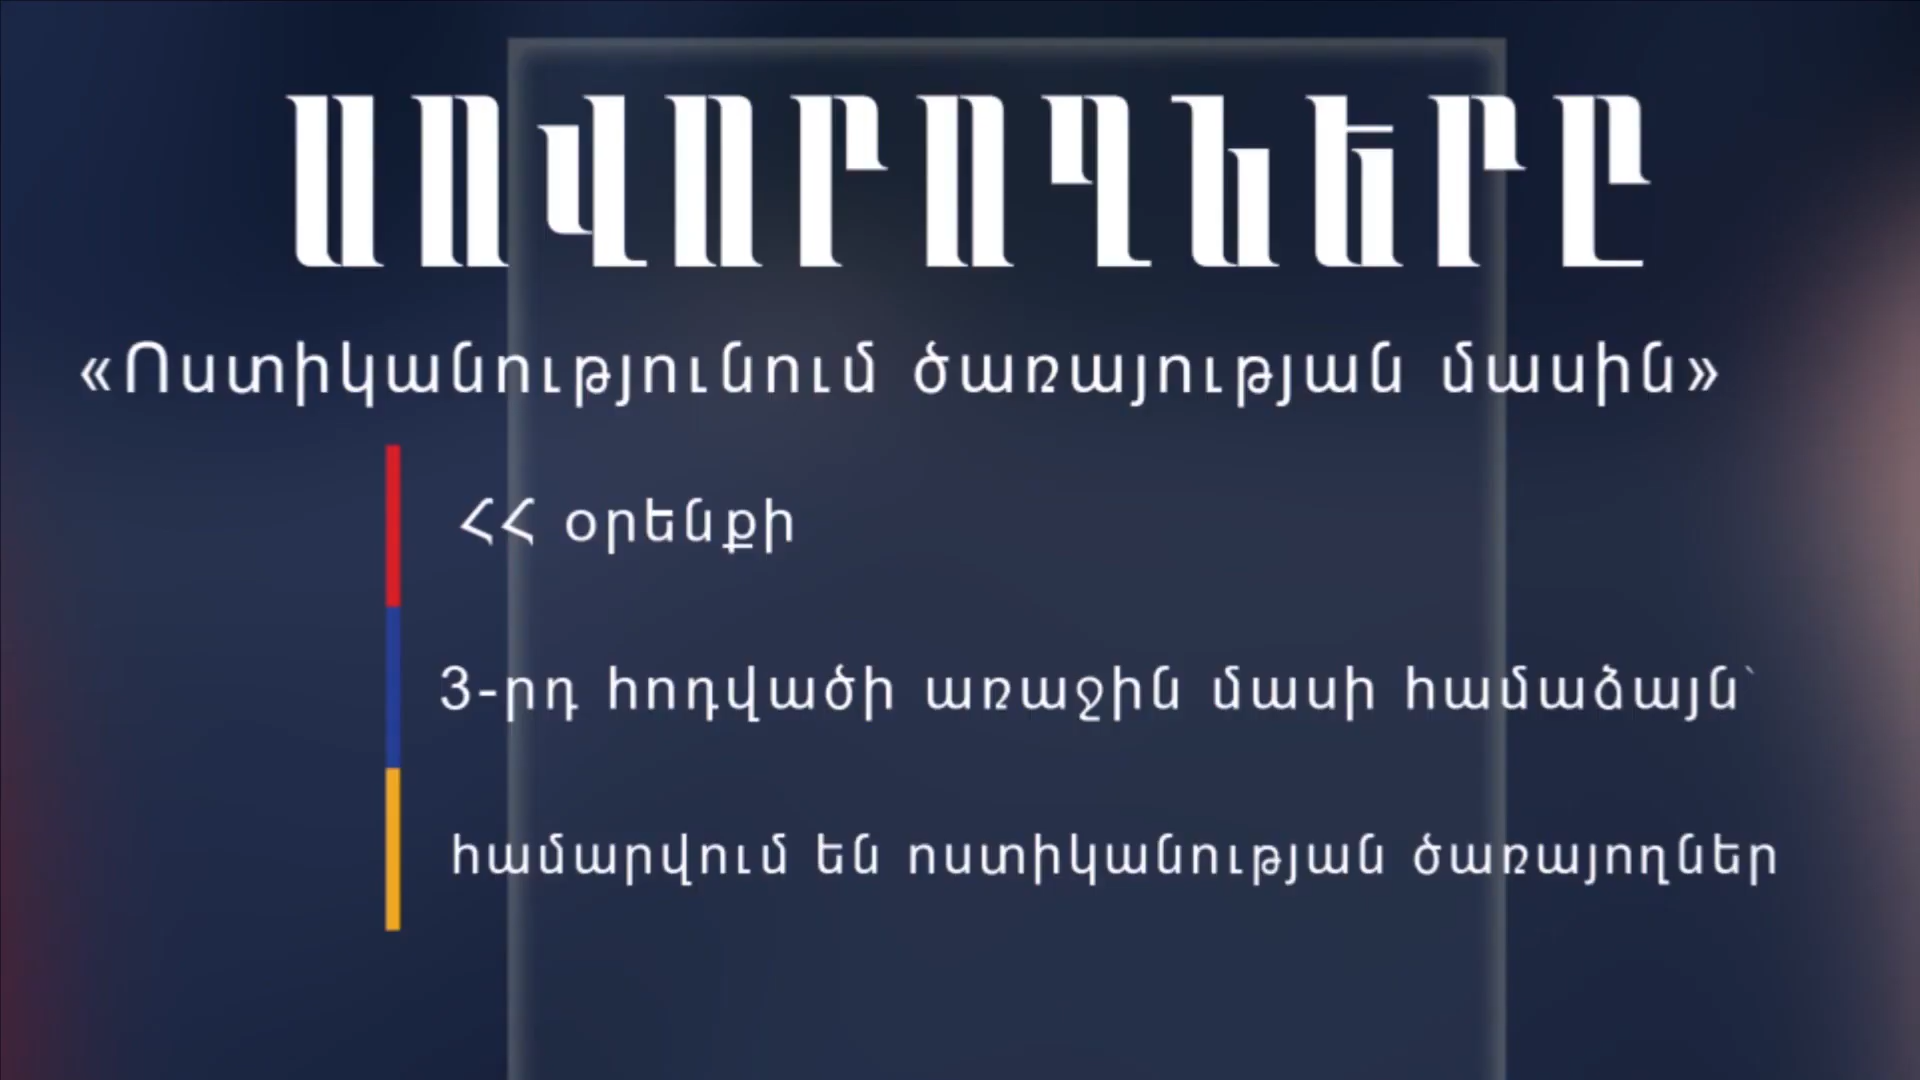 ՍՈՎՈՐՈՂՆԵՐԸ
«Ոստիկանությունում ծառայության մասին»
ՀՀ օրենքի
3-րդ հոդվածի առաջին մասի համաձայն՝
համարվում են ոստիկանության ծառայողներ